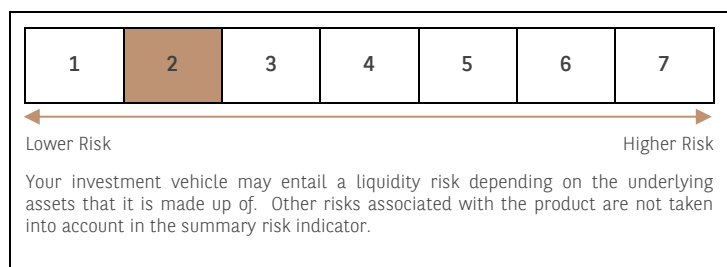 1 2 3 4 5 6 7
Lower Risk Higher Risk
Your investment vehicle may entail a liquidity risk depending on the underlying
assets that it is made up of. Other risks associated with the product are not taken
into account in the summary risk indicator.